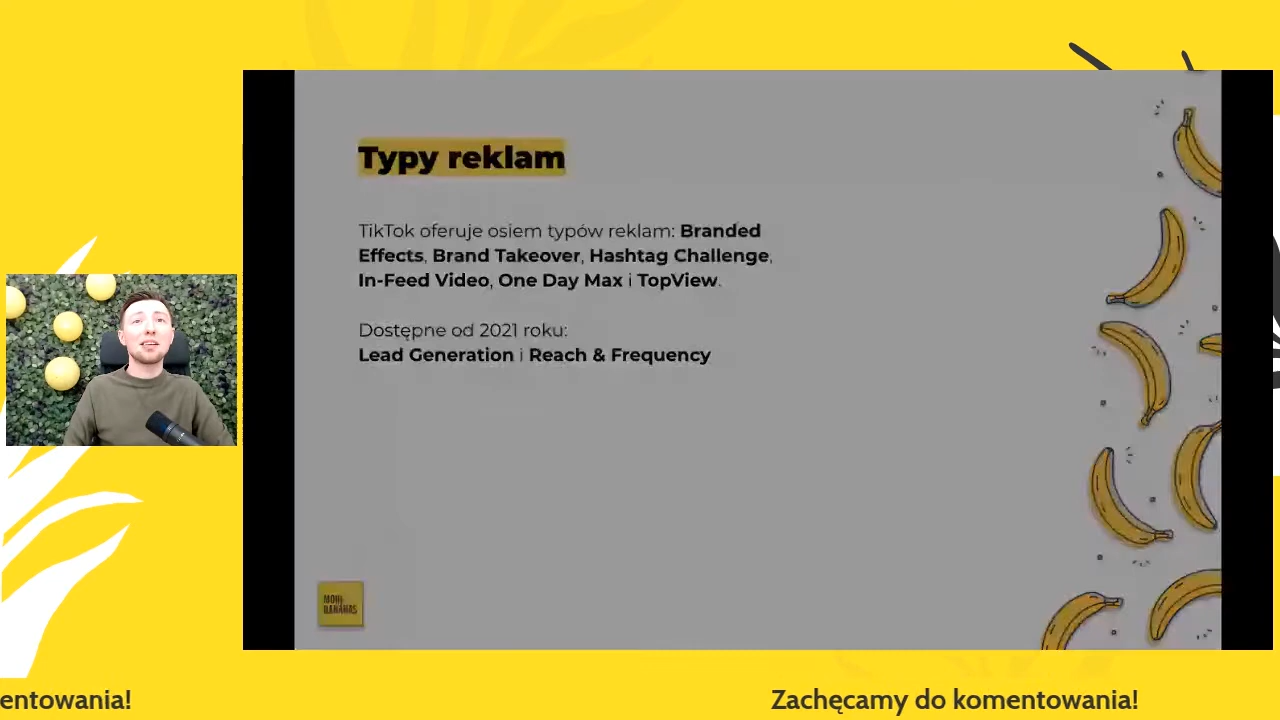 Typy reklam
TikTok oferuje osiem typów reklam: Branded
Effects, Brand Takeover, Hashtag Challenge,
In-Feed Video, One Day Max i TopView.
Dostępne od 2021 roku:
Lead Generation i Reach & Frequency
BANANAS
entowania!
Zachęcamy do komentowania!